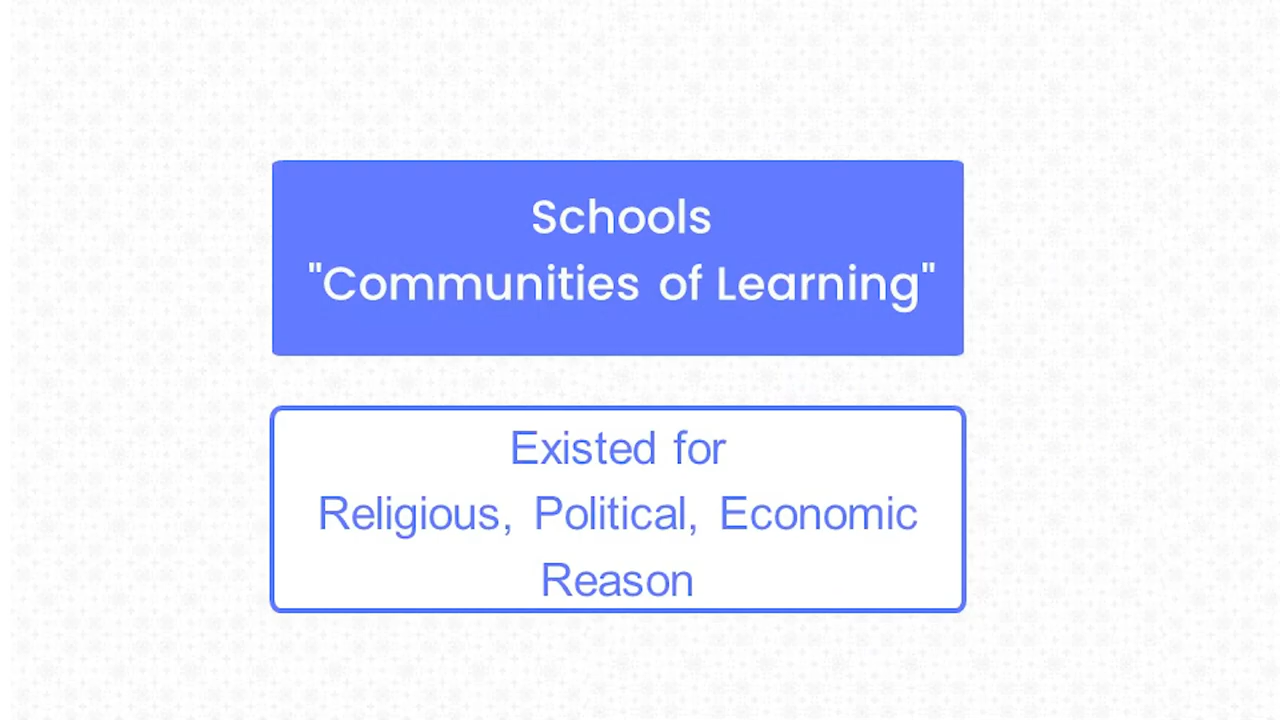 Schools
"Communities of Learning"
Existed for
Religious, Political, Economic
Reason